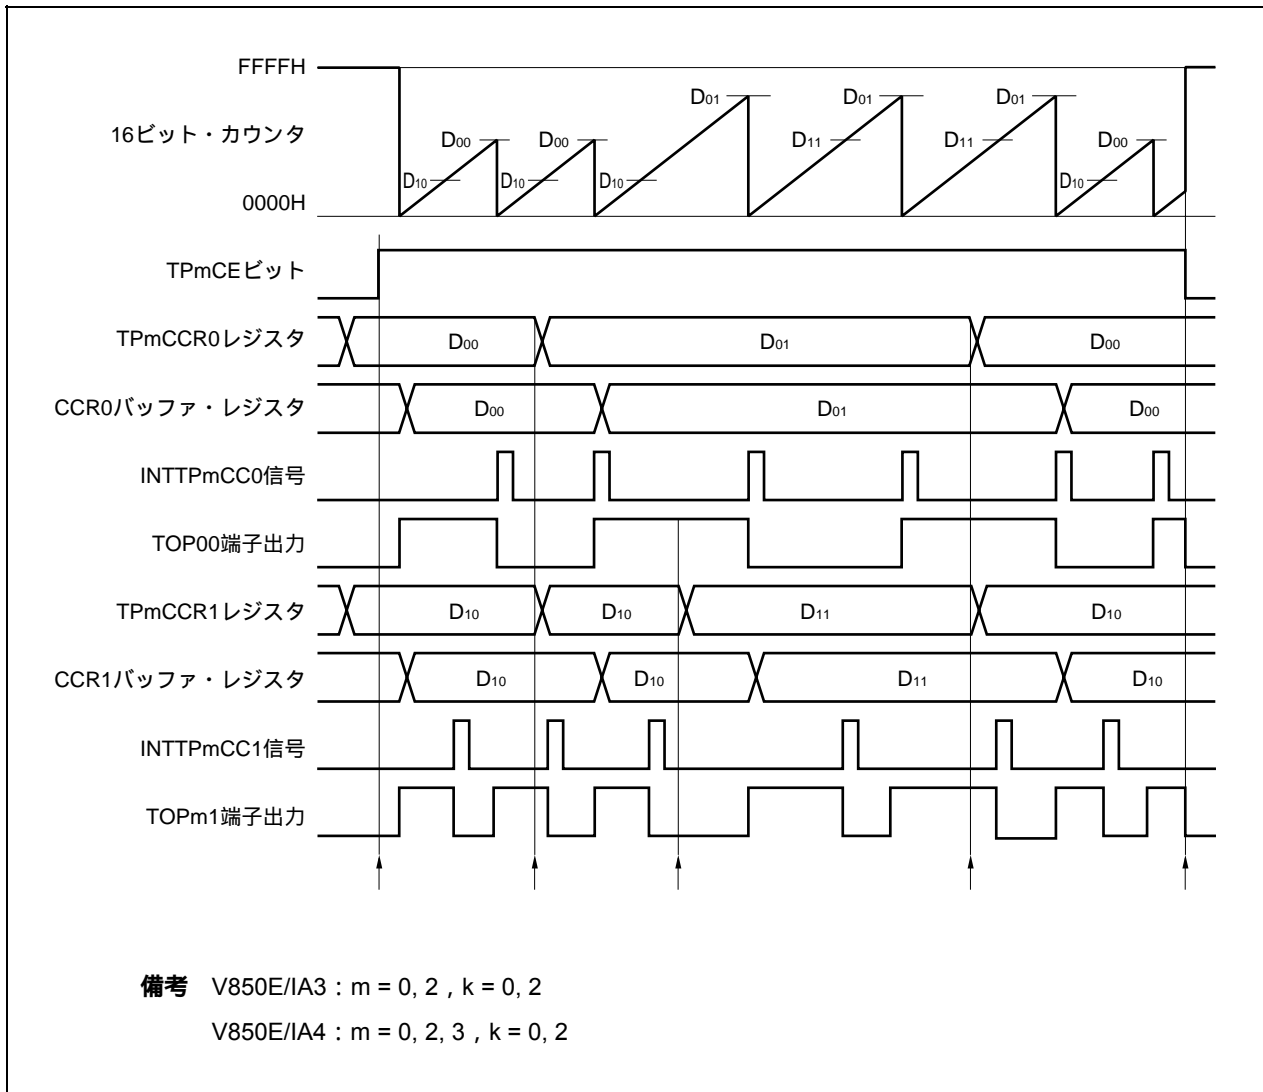 FFFFH
D01 D01 D01
16ビット・カウンタ
D00 D00 D11 D11 D00
D10 D10 D10 D10
0000H
TPmCEビット
TPmCCR0レジスタ D00 D01 D00
CCR0バッファ・レジスタ D00 D01 D00
INTTPmCC0信号
TOP00端子出力
TPmCCR1レジスタ D10 D10 D11 D10
CCR1バッファ・レジスタ D10 D10 D11 D10
INTTPmCC1信号
TOPm1端子出力
備考 V850E/IA3：m = 0, 2，k = 0, 2
V850E/IA4：m = 0, 2, 3，k = 0, 2